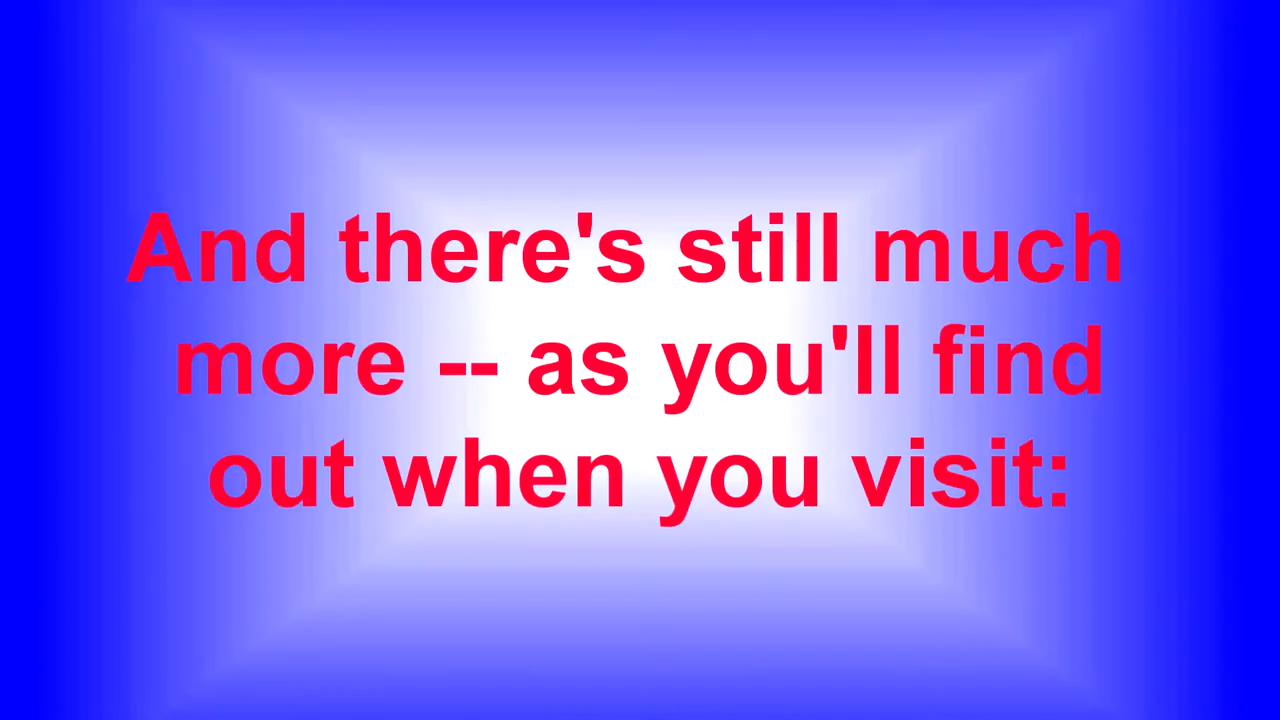 And there's still much
more -- as you'll find
out when you visit: